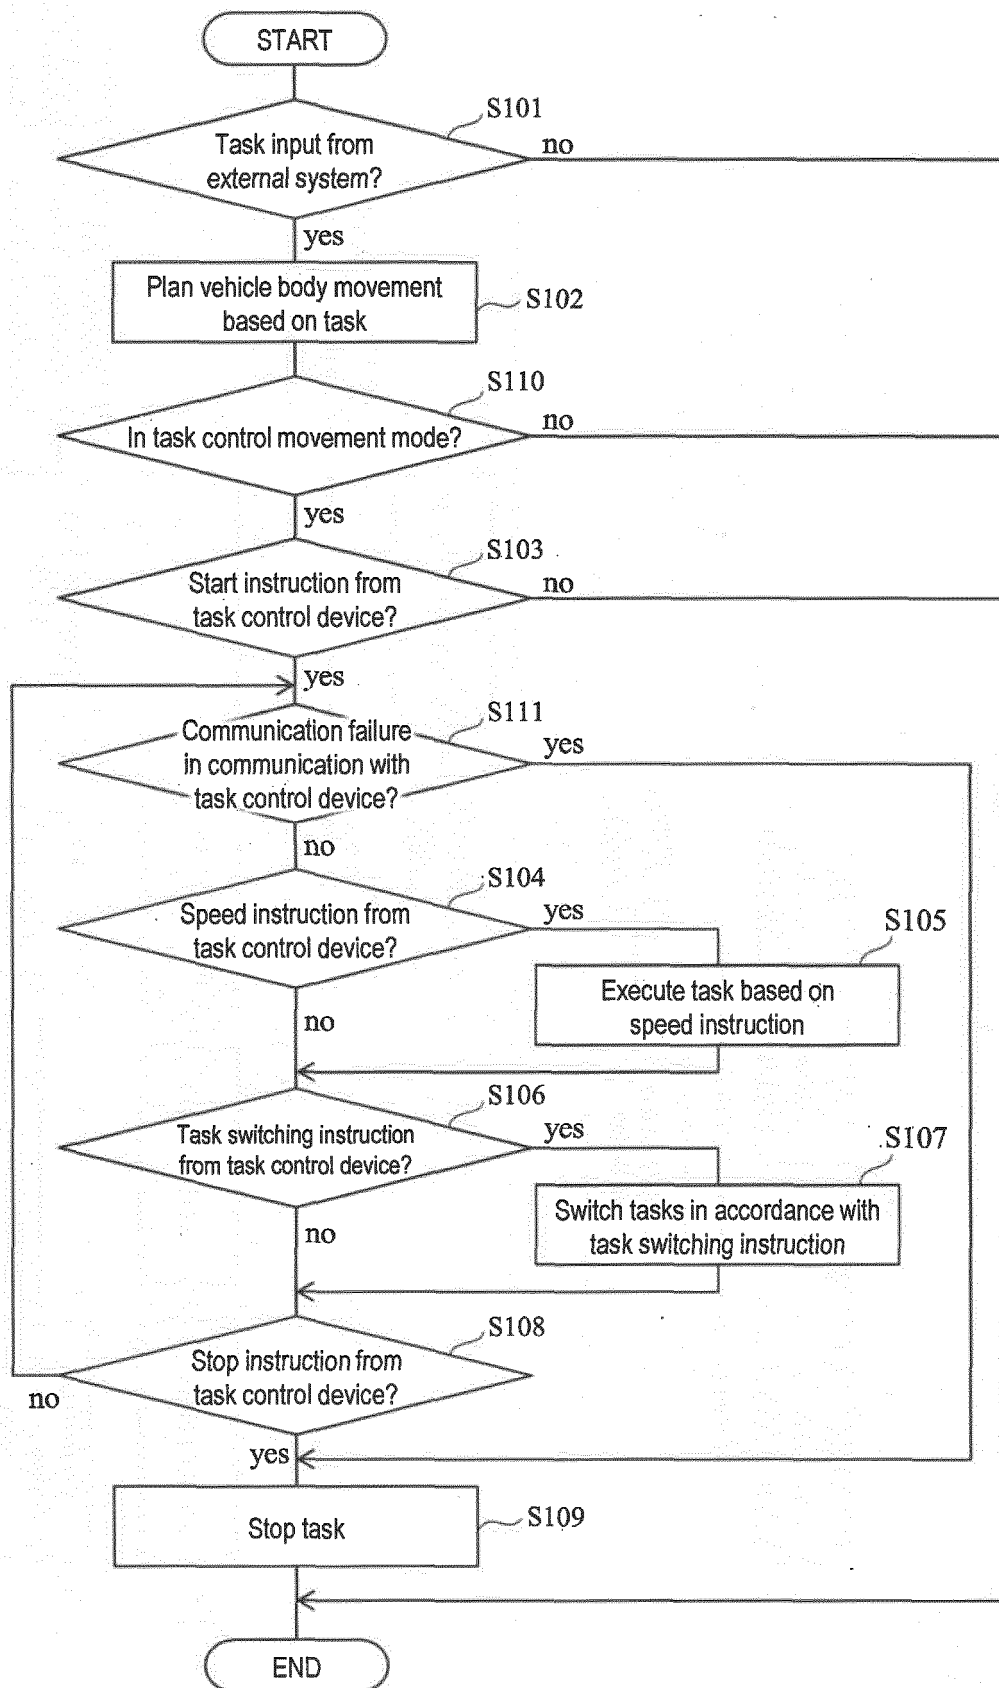 START
S101
Task input from
external system?
no
yes
Plan vehicle body movement
based on task
S102
S110
In task control movement mode?
no
yes
S103
Start instruction from
task control device?
no
yes
S111
Communication failure
in communication with
task control device?
yes
no
S104
Speed instruction from
task control device?
yes
S105
Execute task based on
speed instruction
no
S106
Task switching instruction
from task control device?
yes
S107
Switch tasks in accordance with
task switching instruction
no
S108
Stop instruction from
task control device?
no
yes
Stop task
S109
END